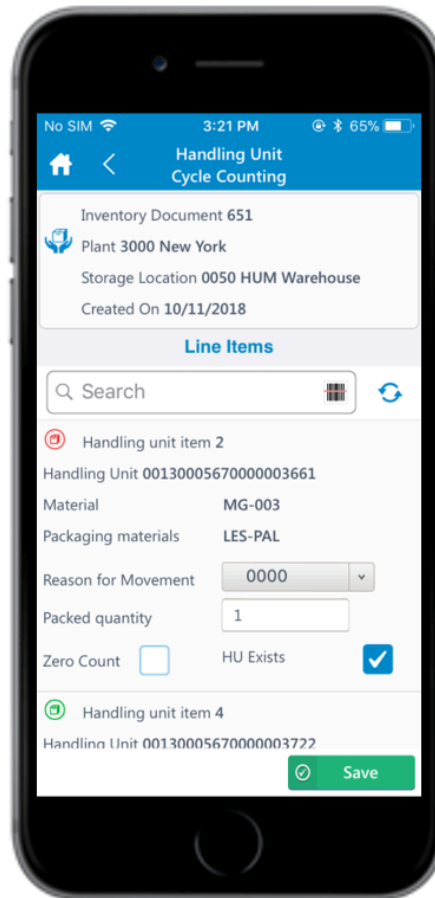 No SIM 3:21 PM 65%
Handling Unit
Cycle Counting
Inventory Document 651
Plant 3000 New York
Storage Location 0050 HUM Warehouse
Created On 10/11/2018
Line Items
Search
Handling unit item 2
Handling Unit 00130005670000003661
Material MG-003
Packaging materials LES-PAL
Reason for Movement 0000
Packed quantity 1
Zero Count HU Exists
Handling unit item 4
Handling Unit 00130005670000003722
Save